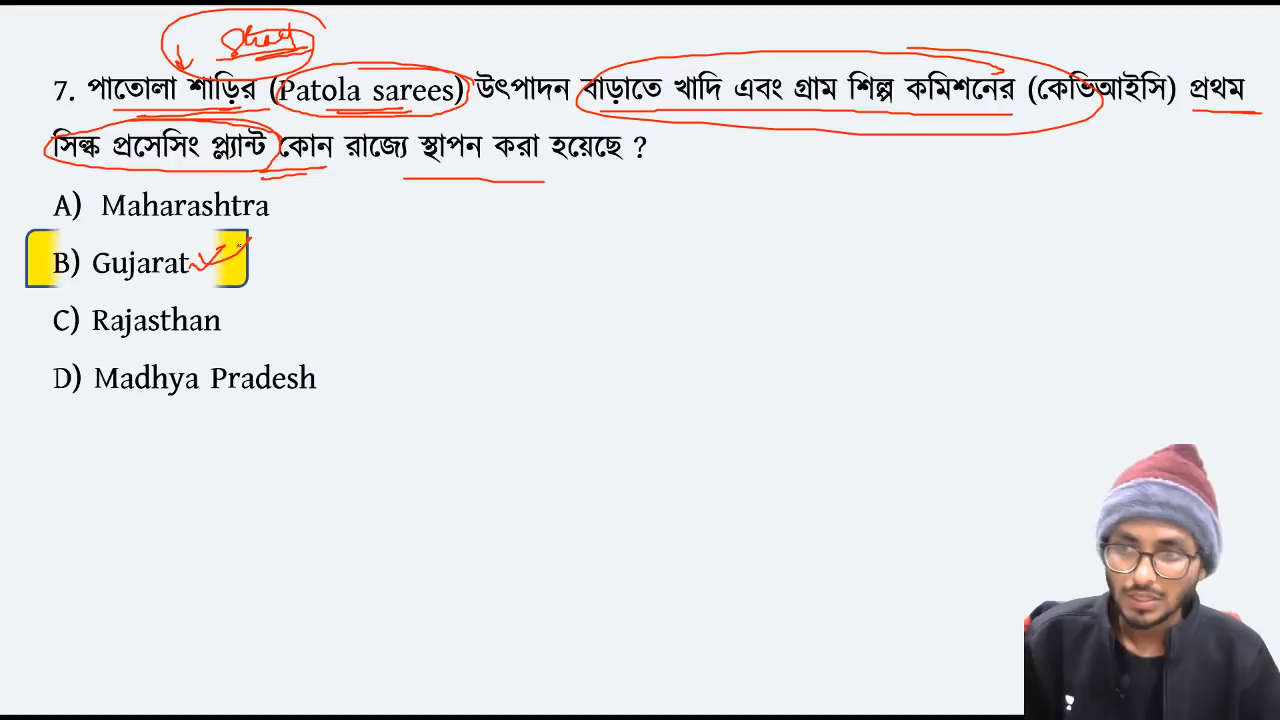 7. পাতোলা শাড়ির (Patola sarees) উৎপাদন বাড়াতে খাদি এবং গ্রাম শিল্প কমিশনের (কেভিআইসি) প্রথম
সিল্ক প্রসেসিং প্ল্যান্ট কোন রাজ্যে স্থাপন করা হয়েছে ?
A) Maharashtra
B) Gujarat
C) Rajasthan
D) Madhya Pradesh